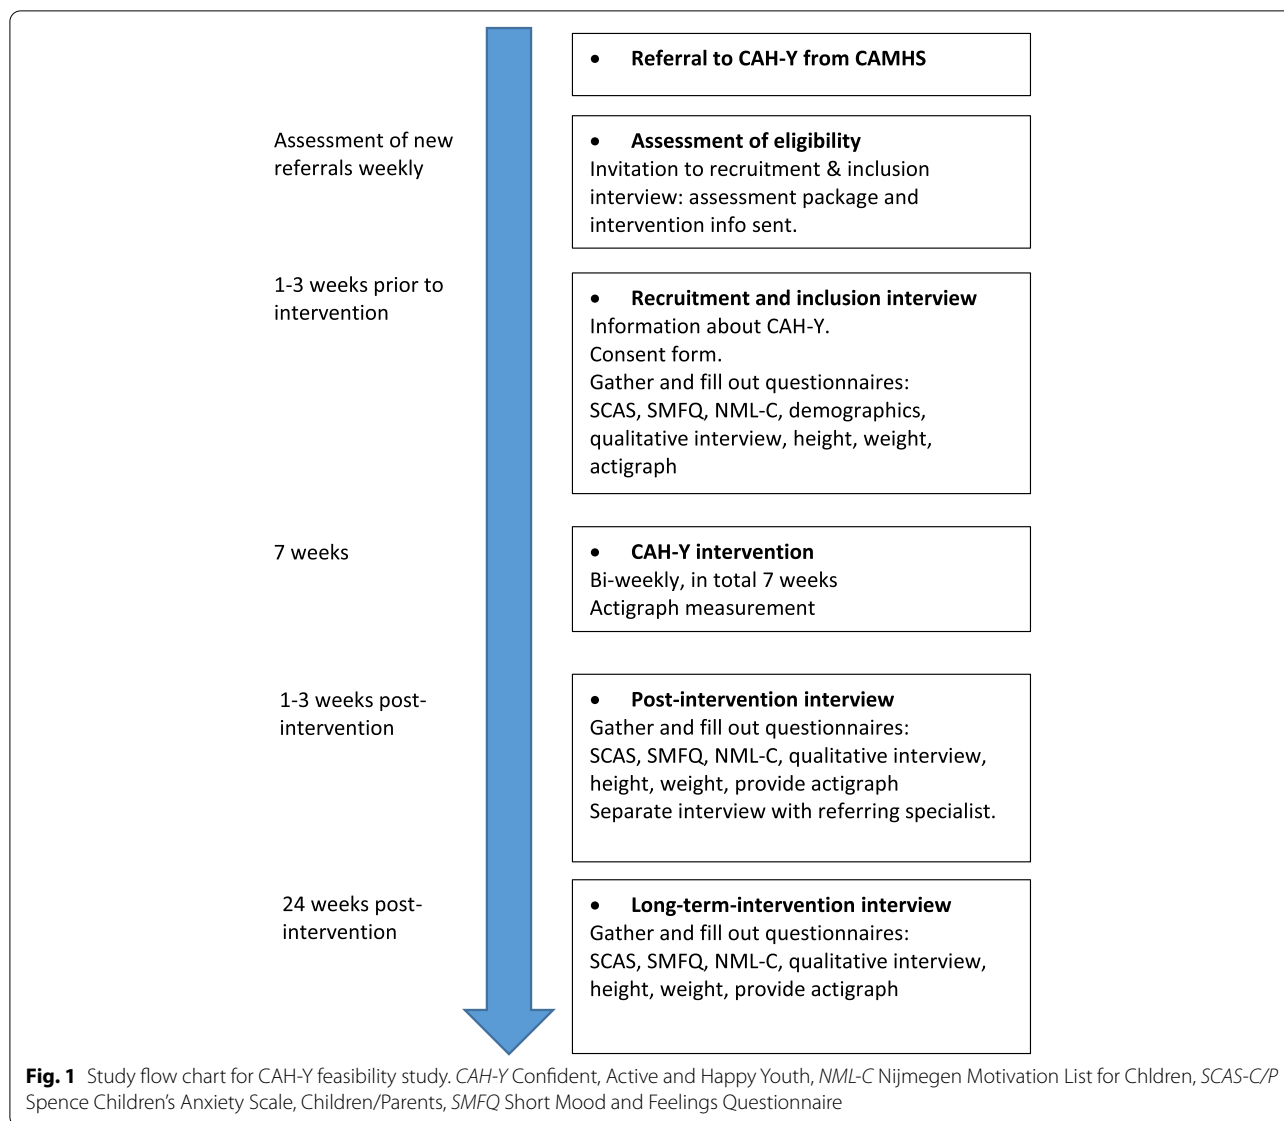 • Referral to CAH-Y from CAMHS
Assessment of new
referrals weekly
• Assessment of eligibility
Invitation to recruitment & inclusion
interview: assessment package and
intervention info sent.
1-3 weeks prior to
intervention
• Recruitment and inclusion interview
Information about CAH-Y.
Consent form.
Gather and fill out questionnaires:
SCAS, SMFQ, NML-C, demographics,
qualitative interview, height, weight,
actigraph
7 weeks
• CAH-Y intervention
Bi-weekly, in total 7 weeks
Actigraph measurement
1-3 weeks post-
intervention
• Post-intervention interview
Gather and fill out questionnaires:
SCAS, SMFQ, NML-C, qualitative interview,
height, weight, provide actigraph
Separate interview with referring specialist.
24 weeks post-
intervention
• Long-term-intervention interview
Gather and fill out questionnaires:
SCAS, SMFQ, NML-C, qualitative interview,
height, weight, provide actigraph
Fig. 1 Study flow chart for CAH-Y feasibility study. CAH-Y Confident, Active and Happy Youth, NML-C Nijmegen Motivation List for Chldren, SCAS-C/P
Spence Children’s Anxiety Scale, Children/Parents, SMFQ Short Mood and Feelings Questionnaire